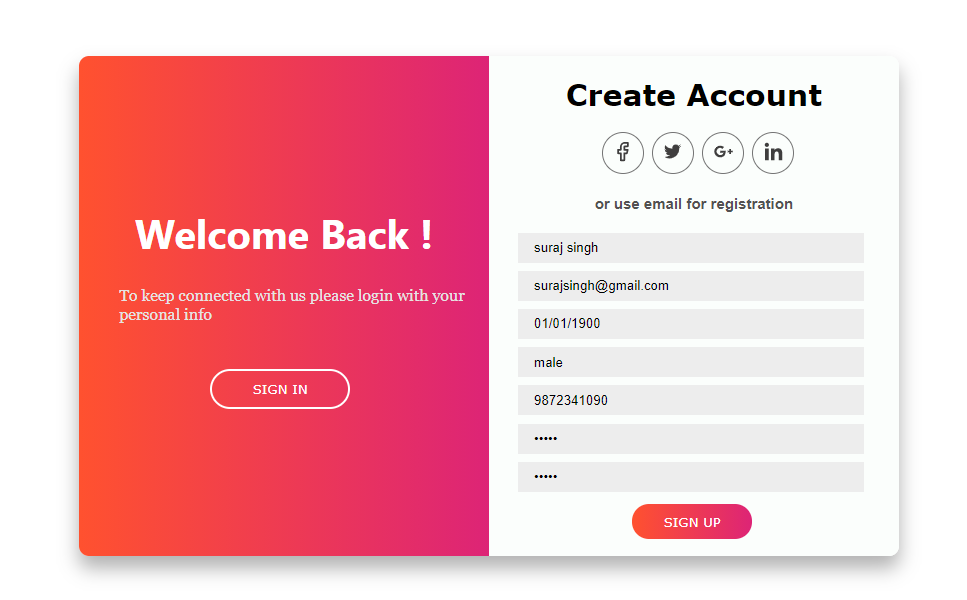 Welcome Back !
To keep connected with us please login with your
personal info
SIGN IN
Create Account
f
G+
in
or use email for registration
suraj singh
surajsingh@gmail.com
01/01/1900
male
9872341090
•••••
•••••
SIGN UP